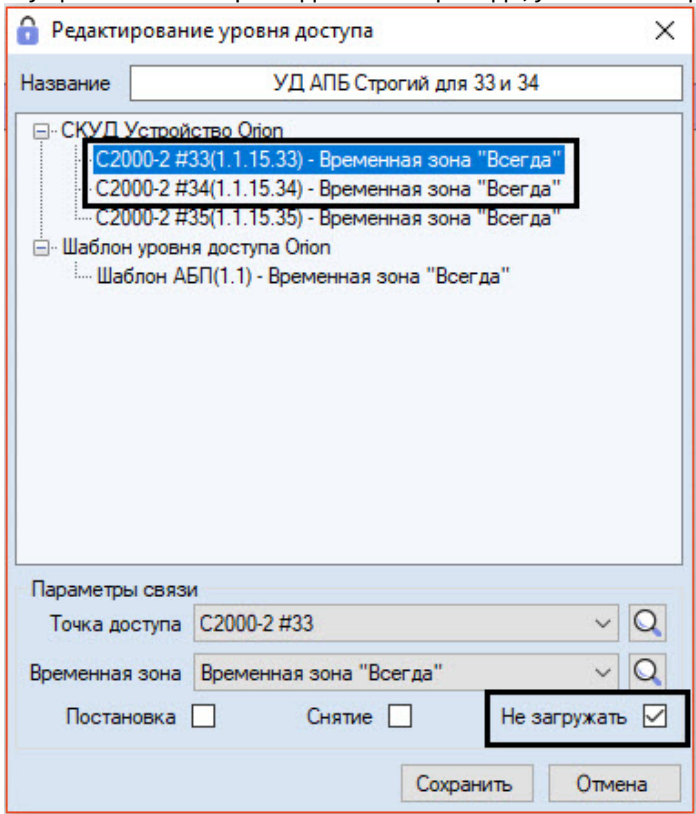 Редактирование уровня доступа
Название УД АПБ Строгий для 33 и 34
СКУД Устройство Orion
С2000-2 #33(1.1.15.33) - Временная зона "Всегда"
С2000-2 #34(1.1.15.34) - Временная зона "Всегда"
С2000-2 #35(1.1.15.35) - Временная зона "Всегда"
Шаблон уровня доступа Orion
Шаблон АБП(1.1) - Временная зона "Всегда"
Параметры связи
Точка доступа С2000-2 #33
Временная зона Временная зона "Всегда"
Постановка Снятие Не загружать
Сохранить Отмена